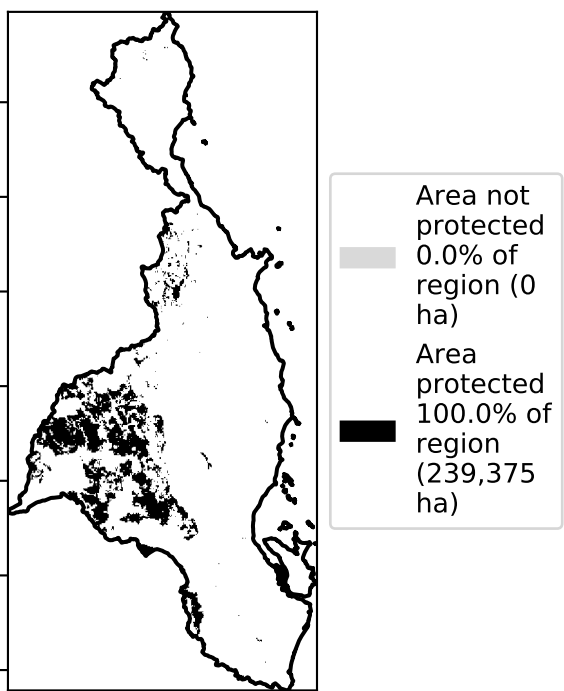 Area not
protected
0.0% of
region (0
ha)
Area
protected
100.0% of
region
(239,375
ha)